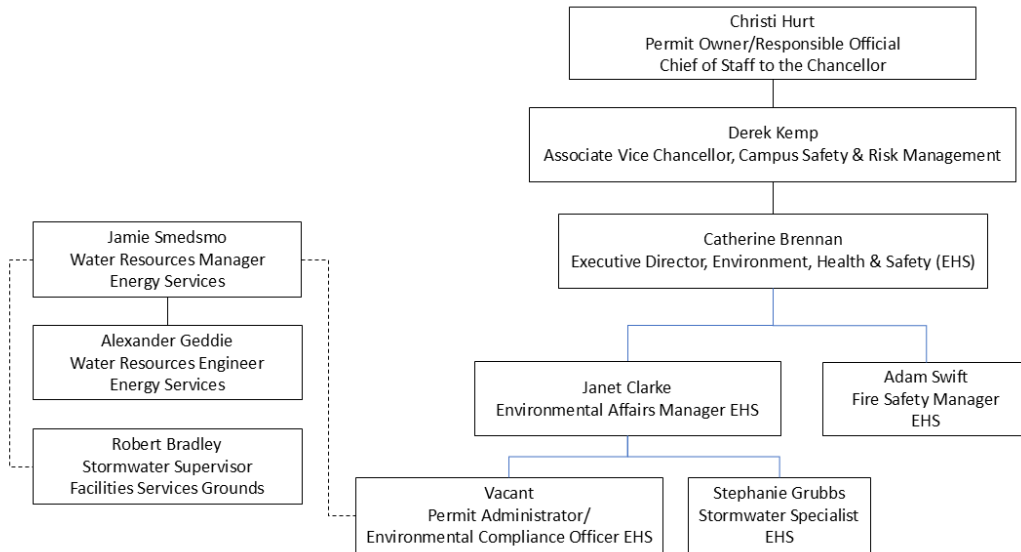 Christi Hurt
Permit Owner/Responsible Official
Chief of Staff to the Chancellor
Derek Kemp
Associate Vice Chancellor, Campus Safety & Risk Management
Catherine Brennan
Executive Director, Environment, Health & Safety (EHS)
Jamie Smedsmo
Water Resources Manager
Energy Services
Alexander Geddie
Water Resources Engineer
Energy Services
Robert Bradley
Stormwater Supervisor
Facilities Services Grounds
Janet Clarke
Environmental Affairs Manager EHS
Adam Swift
Fire Safety Manager
EHS
Vacant
Permit Administrator/
Environmental Compliance Officer EHS
Stephanie Grubbs
Stormwater Specialist
EHS